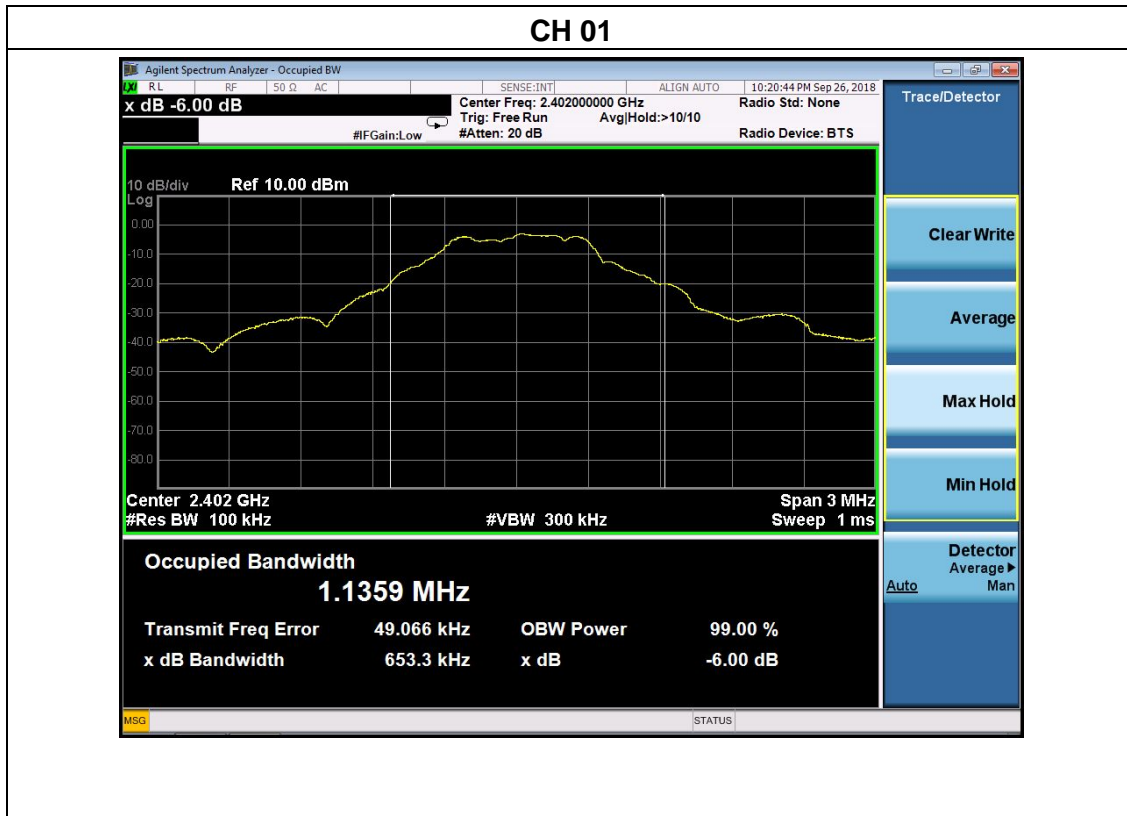 CH 01
Agilent Spectrum Analyzer - Occupied BW
LXI RL RF 50 Ω AC SENSE:INT ALIGN AUTO 10:20:44 PM Sep 26, 2018
x dB -6.00 dB
Center Freq: 2.402000000 GHz Radio Std: None
Trig: Free Run Avg|Hold:>10/10
#IFGain:Low #Atten: 20 dB Radio Device: BTS
10 dB/div Ref 10.00 dBm
Log
0.00
-10.0
-20.0
-30.0
-40.0
-50.0
-60.0
-70.0
-80.0
Center 2.402 GHz Span 3 MHz
#Res BW 100 kHz #VBW 300 kHz Sweep 1 ms
Occupied Bandwidth
1.1359 MHz
Transmit Freq Error 49.066 kHz OBW Power 99.00 %
x dB Bandwidth 653.3 kHz x dB -6.00 dB
MSG STATUS
Trace/Detector
Clear Write
Average
Max Hold
Min Hold
Detector
Average▶
Auto Man